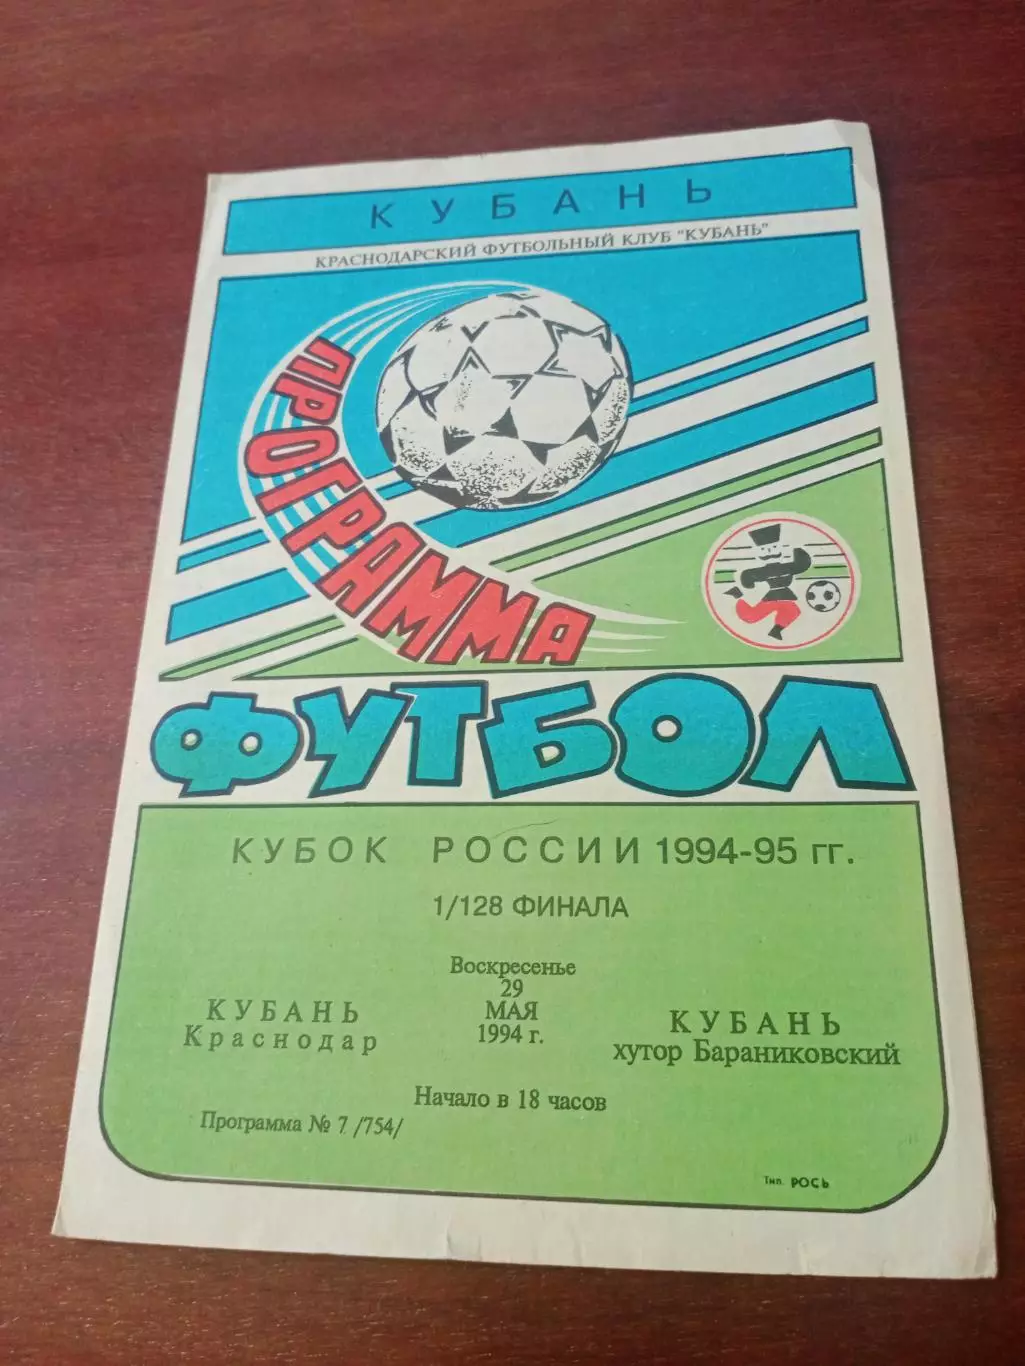 КУБАНЬ
КРАСНОДАРСКИЙ ФУТБОЛЬНЫЙ КЛУБ "КУБАНЬ"
ПРОГРАММА
ФУТБОЛ
КУБОК РОССИИ 1994-95 гг.
1/128 ФИНАЛА
Воскресенье
29
МАЯ
1994 г.
КУБАНЬ
Краснодар
КУБАНЬ
хутор Бараниковский
Начало в 18 часов
Программа № 7 /754/
Тип. РОСЬ